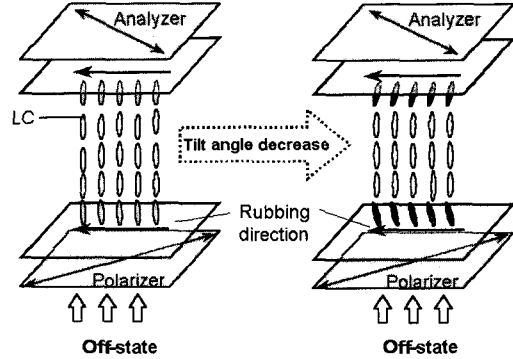 Analyzer
Analyzer
LC
Tilt angle decrease
Rubbing
direction
Polarizer
Polarizer
Off-state
Off-state